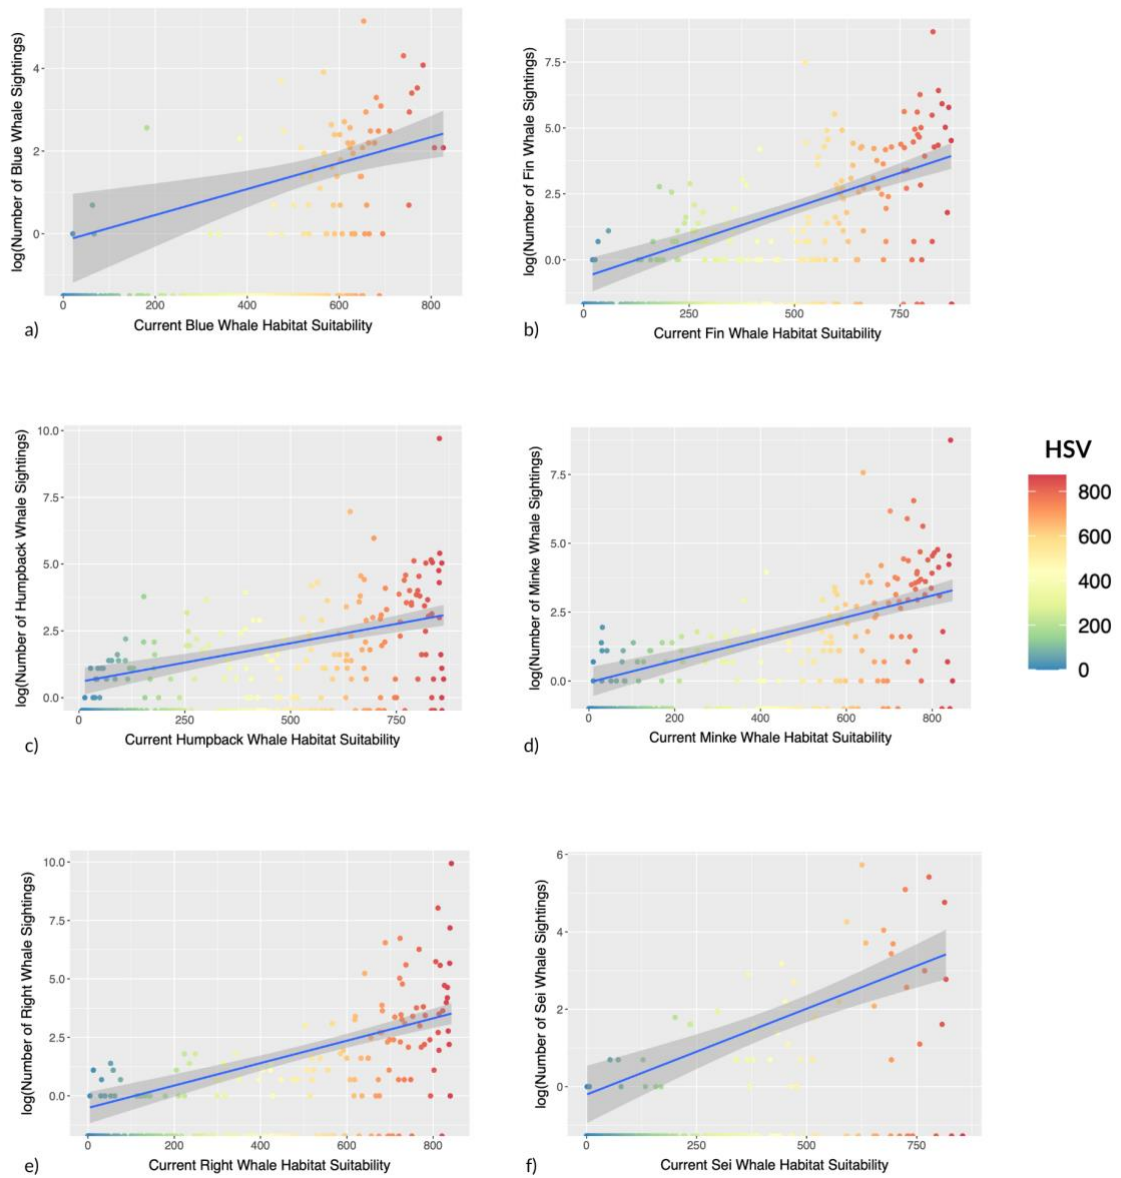 log(Number of Blue Whale Sightings)
4
2
0
0 200 400 600 800
Current Blue Whale Habitat Suitability
a)
log(Number of Fin Whale Sightings)
7.5
5.0
2.5
0.0
0 250 500 750
Current Fin Whale Habitat Suitability
b)
log(Number of Humpback Whale Sightings)
10.0
7.5
5.0
2.5
0.0
0 250 500 750
Current Humpback Whale Habitat Suitability
c)
log(Number of Minke Whale Sightings)
7.5
5.0
2.5
0.0
0 200 400 600 800
Current Minke Whale Habitat Suitability
d)
HSV
800
600
400
200
0
log(Number of Right Whale Sightings)
10.0
7.5
5.0
2.5
0.0
0 200 400 600 800
Current Right Whale Habitat Suitability
e)
log(Number of Sei Whale Sightings)
6
4
2
0
0 250 500 750
Current Sei Whale Habitat Suitability
f)